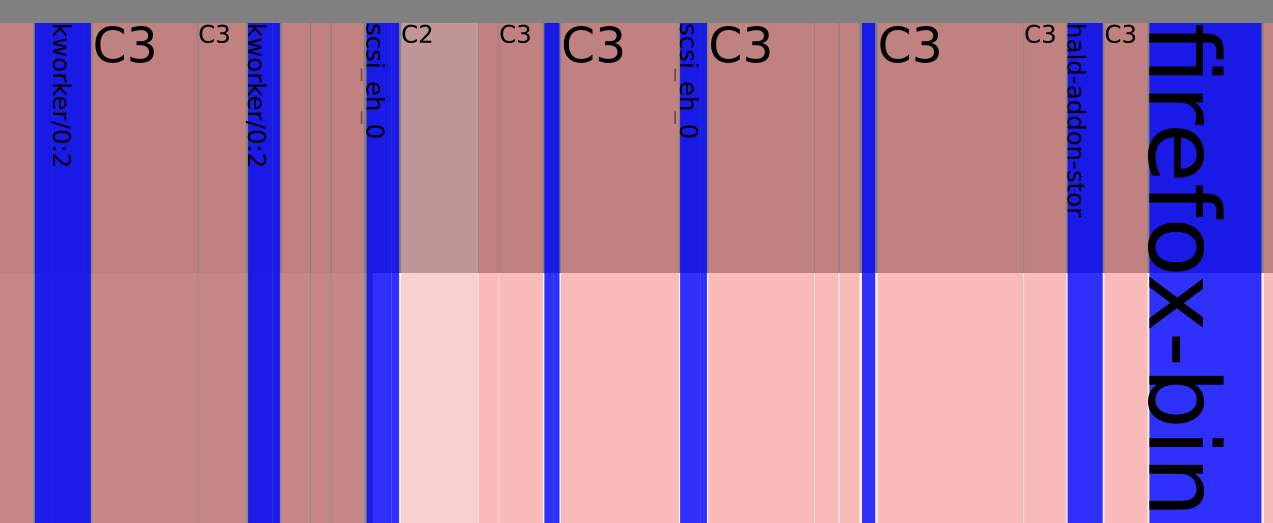 kworker/0:2
C3
C3
kworker/0:2
scsi_eh_0
C2
C3
C3
scsi_eh_0
C3
C3
C3
hald-addon-stor
C3
firefox-bin